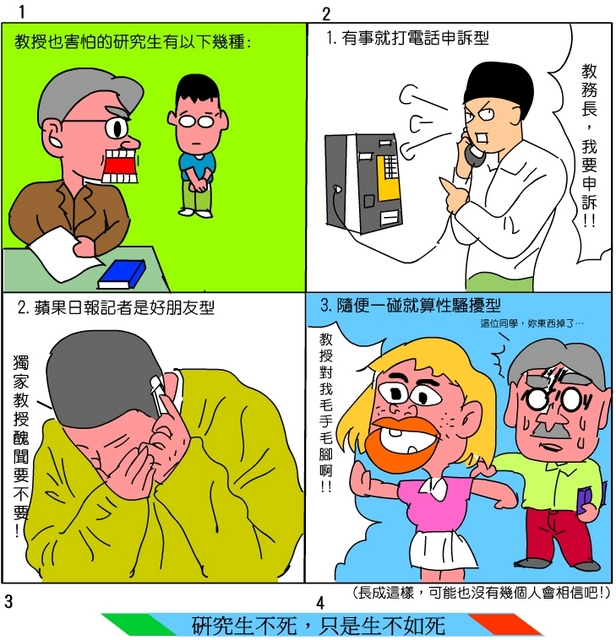 1
2
教授也害怕的研究生有以下幾種:
1.有事就打電話申訴型
教務長，我要申訴!!
2.蘋果日報記者是好朋友型
獨家教授醜聞要不要!
3.隨便一碰就算性騷擾型
這位同學，妳東西掉了…
教授對我毛手毛腳啊!!
(長成這樣，可能也沒有幾個人會相信吧!)
3
4
研究生不死，只是生不如死